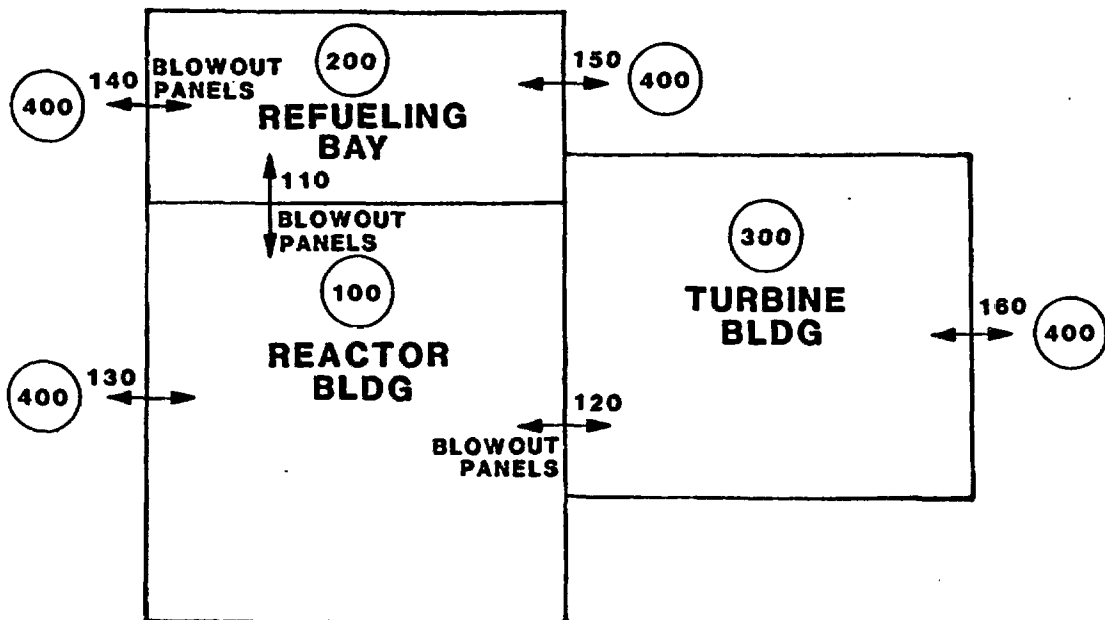 200
140
BLOWOUT
PANELS
150
400
400
REFUELING
BAY
110
BLOWOUT
PANELS
300
100
TURBINE
BLDG
160
400
REACTOR
BLDG
130
400
120
BLOWOUT
PANELS